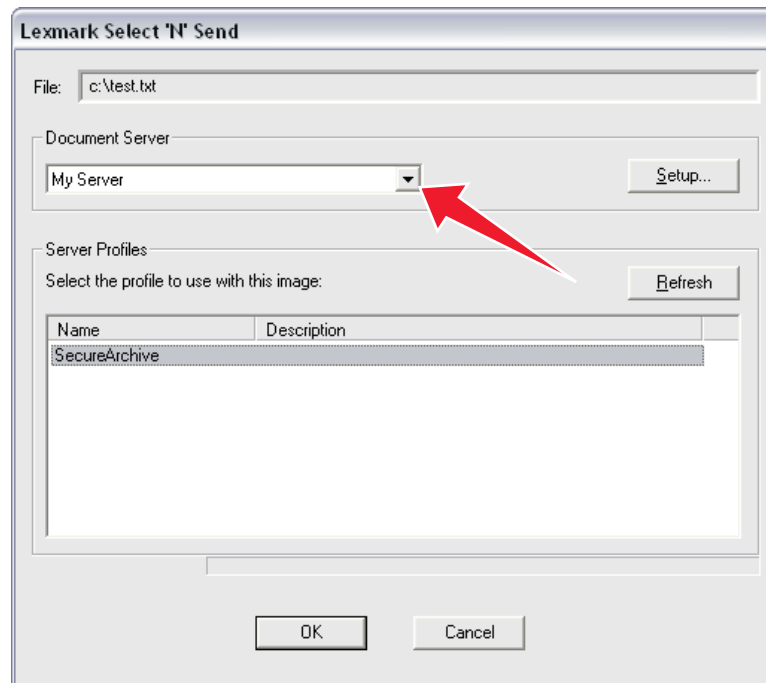 Lexmark Select 'N' Send
File: c:\test.txt
Document Server
My Server
Setup...
Server Profiles
Select the profile to use with this image:
Refresh
Name Description
SecureArchive
OK Cancel